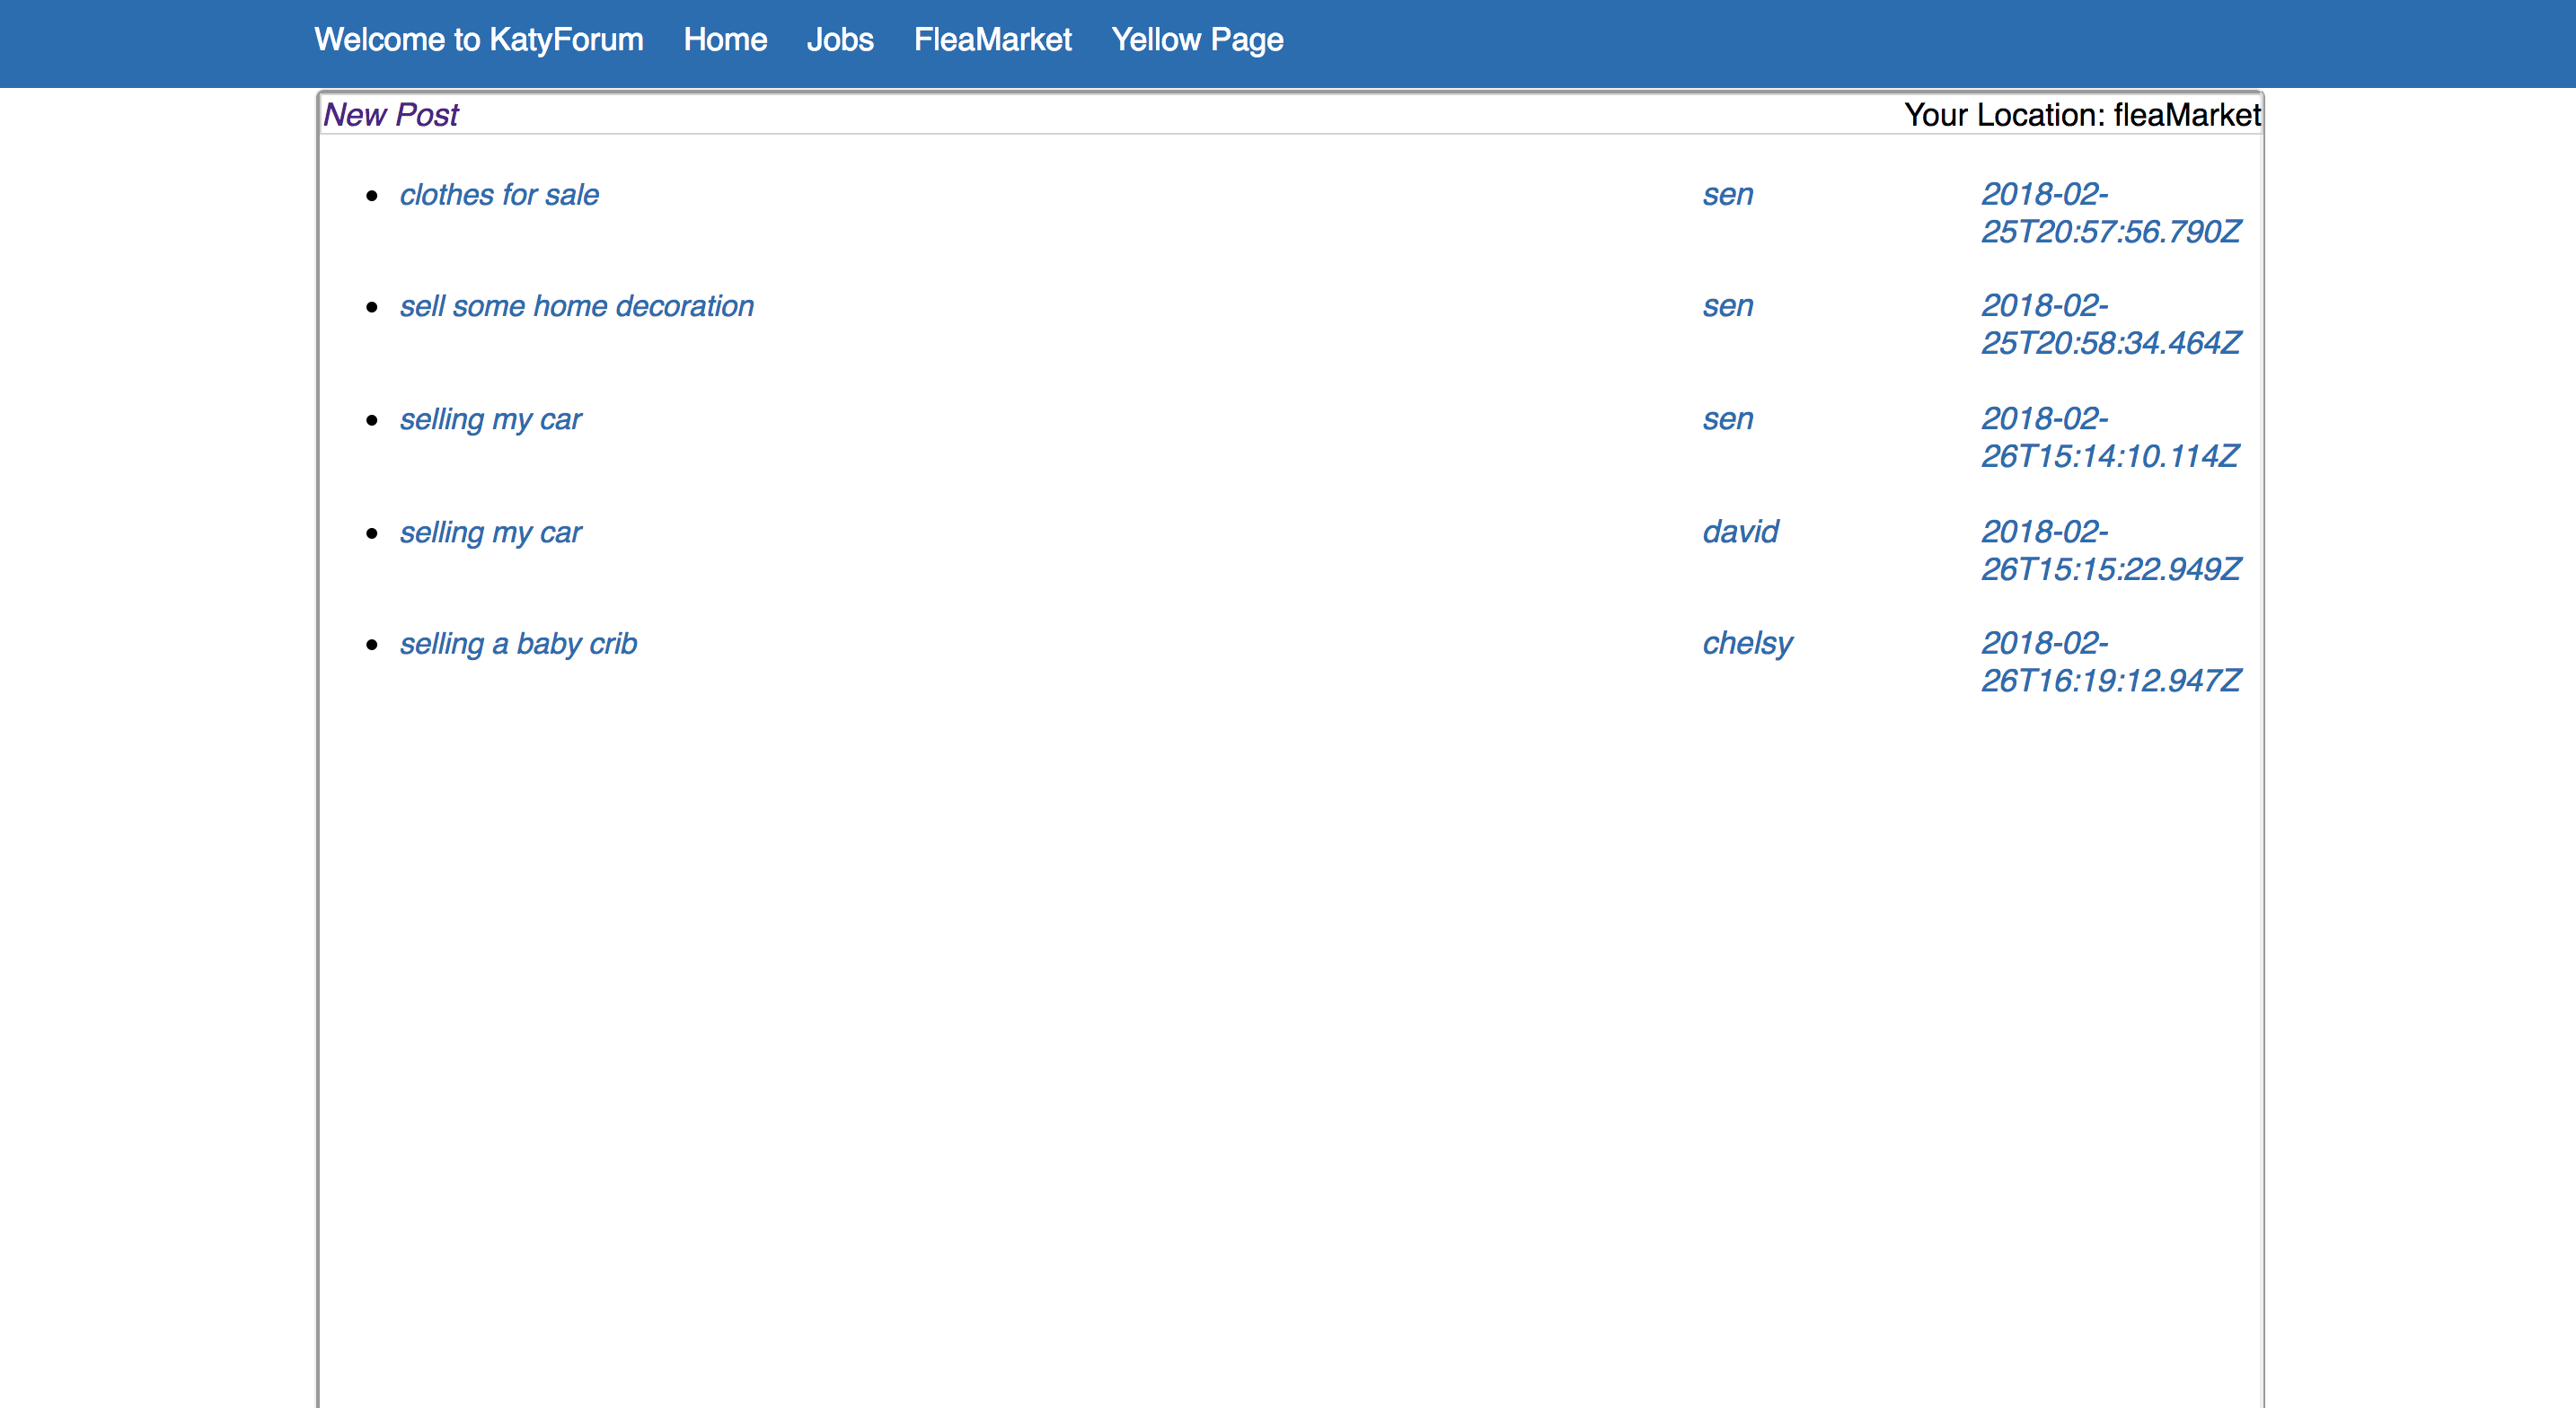 Welcome to KatyForum Home Jobs FleaMarket Yellow Page
New Post Your Location: fleaMarket
clothes for sale sen 2018-02-
25T20:57:56.790Z
sell some home decoration sen 2018-02-
25T20:58:34.464Z
selling my car sen 2018-02-
26T15:14:10.114Z
selling my car david 2018-02-
26T15:15:22.949Z
selling a baby crib chelsy 2018-02-
26T16:19:12.947Z